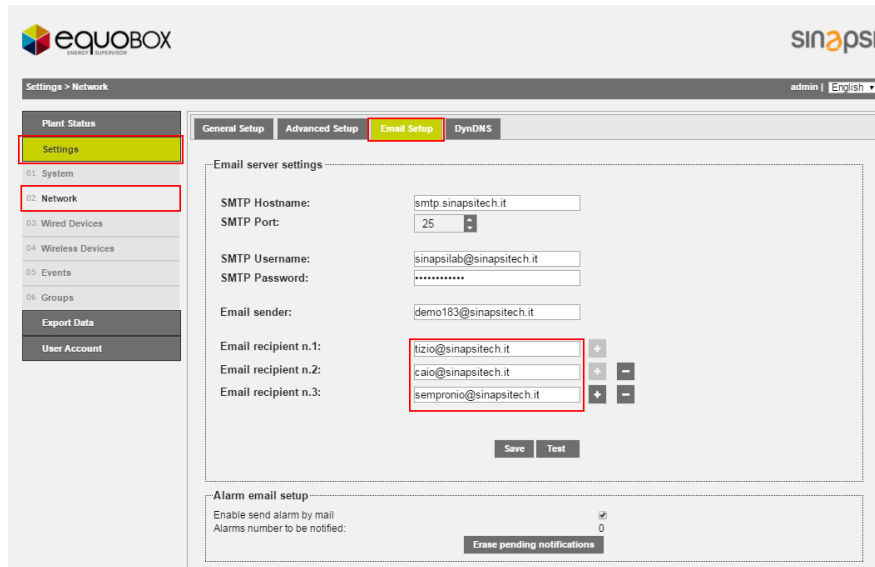 equobox
ENERGY SUPERVISOR
sinapsi
Settings > Network
admin | English
Plant Status
Settings
01 System
02 Network
03 Wired Devices
04 Wireless Devices
05 Events
06 Groups
Export Data
User Account
General Setup Advanced Setup Email Setup DynDNS
Email server settings
SMTP Hostname: smtp.sinapsitech.it
SMTP Port: 25
SMTP Username: sinapsilab@sinapsitech.it
SMTP Password: ••••••••••••
Email sender: demo183@sinapsitech.it
Email recipient n.1: tizio@sinapsitech.it +
Email recipient n.2: caio@sinapsitech.it + −
Email recipient n.3: sempronio@sinapsitech.it + −
Save Test
Alarm email setup
Enable send alarm by mail
Alarms number to be notified: 0
Erase pending notifications